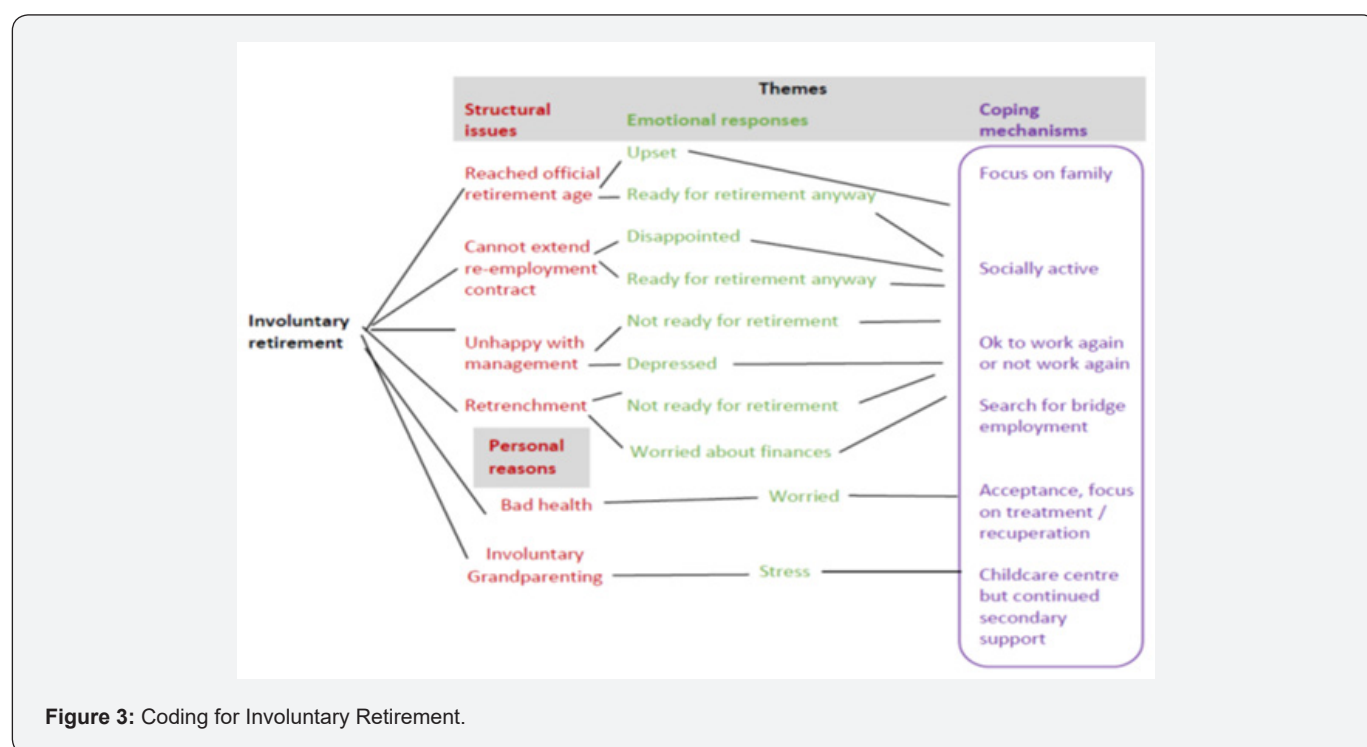 Themes
Structural
issues
Emotional responses
Coping
mechanisms
Involuntary
retirement
Reached official
retirement age
Cannot extend
re-employment
contract
Unhappy with
management
Retrenchment
Personal
reasons
Bad health
Involuntary
Grandparenting
Upset
Ready for retirement anyway
Disappointed
Ready for retirement anyway
Not ready for retirement
Depressed
Not ready for retirement
Worried about finances
Worried
Stress
Focus on family
Socially active
Ok to work again
or not work again
Search for bridge
employment
Acceptance, focus
on treatment /
recuperation
Childcare centre
but continued
secondary
support
Figure 3: Coding for Involuntary Retirement.